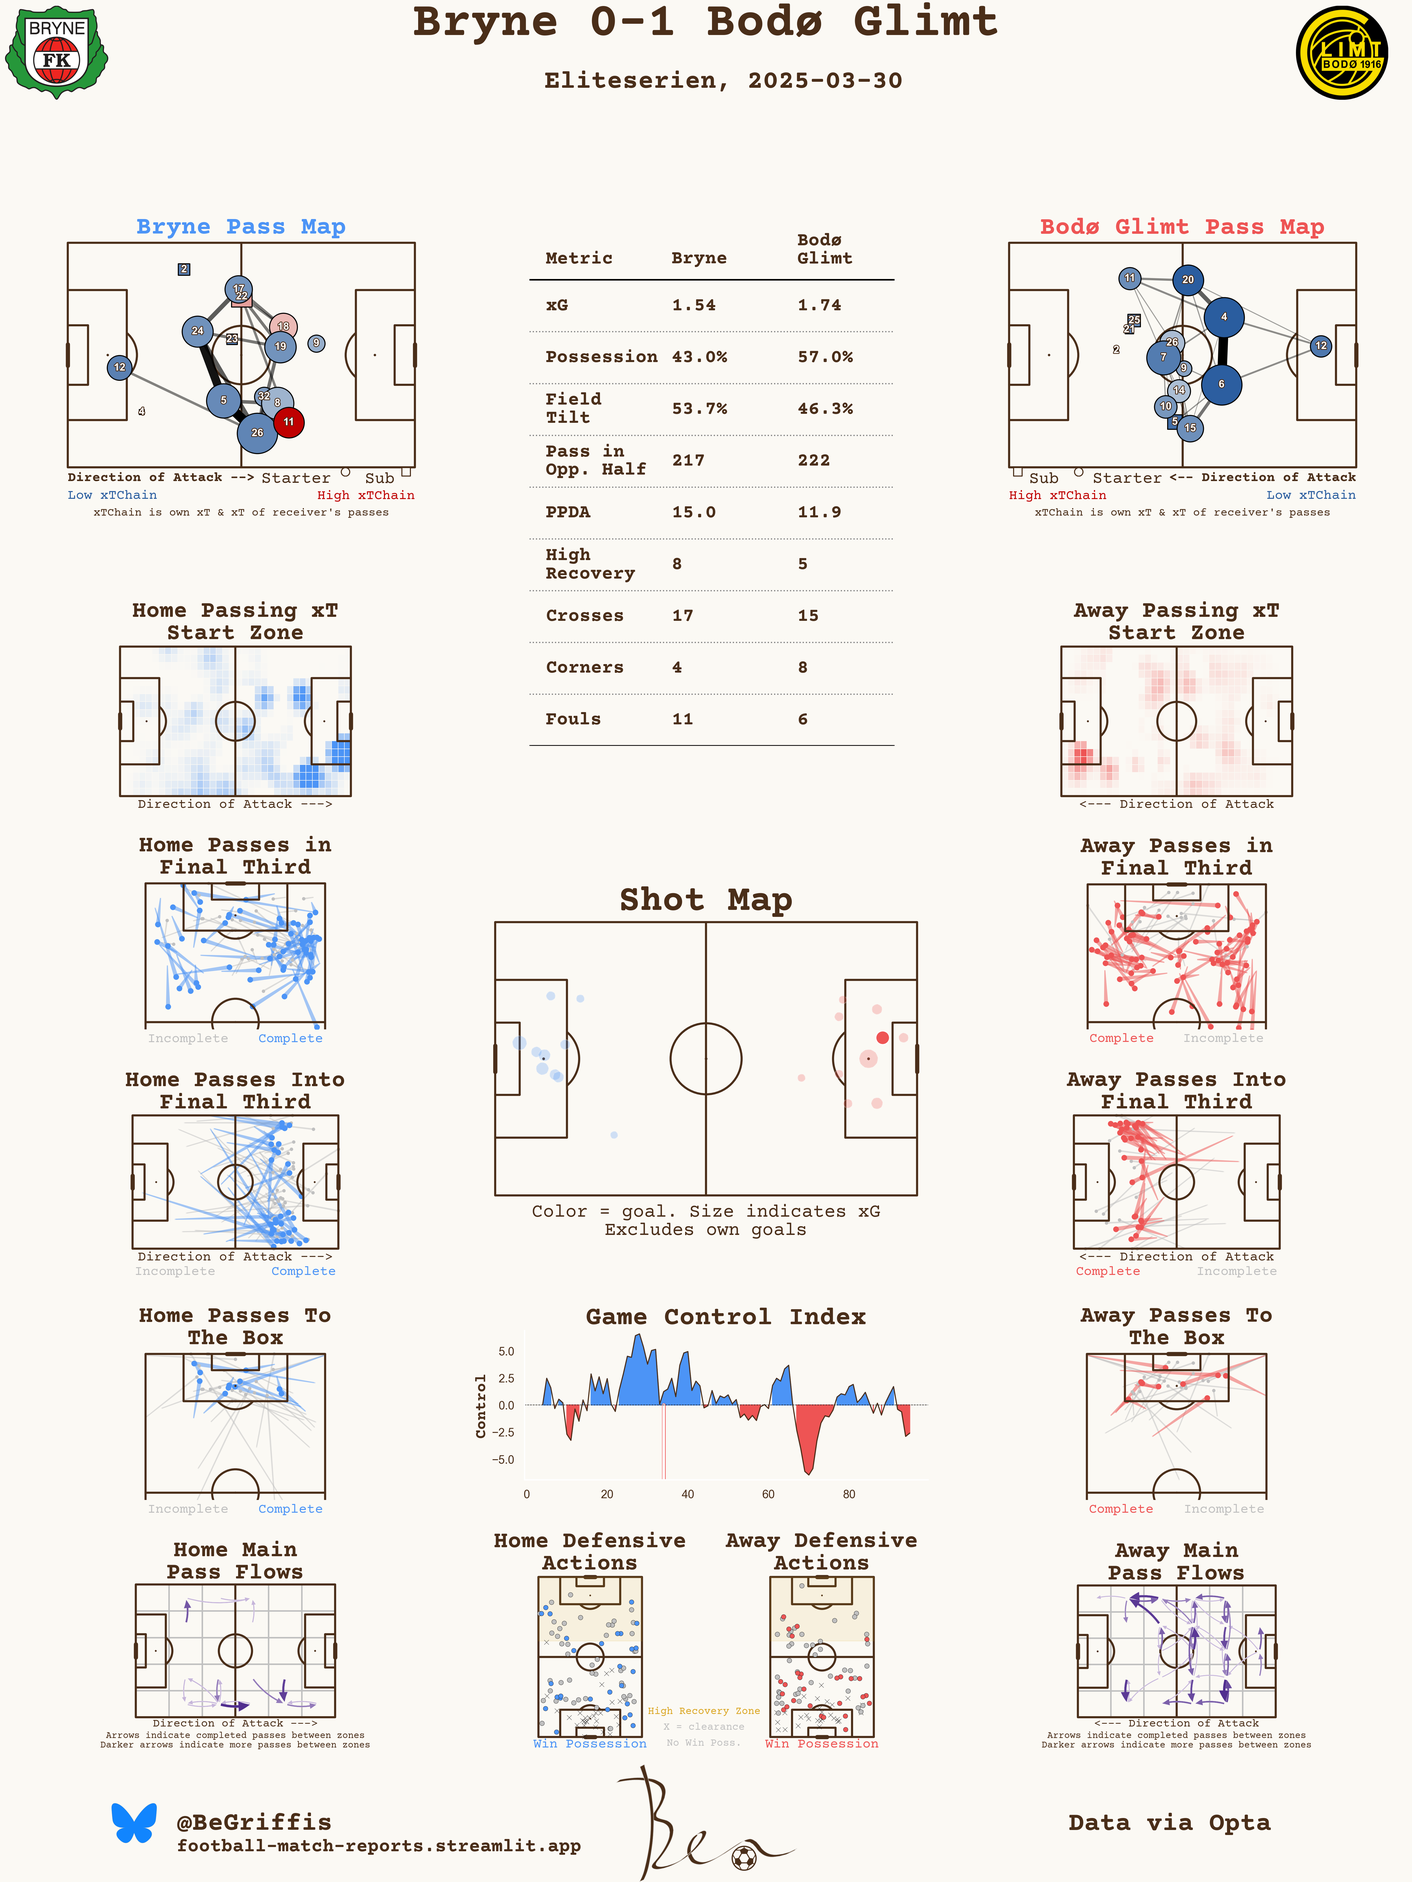 Bryne 0-1 Bodø Glimt
Eliteserien, 2025-03-30
BRYNE
FK
LIMT
BODØ 1916
Bryne Pass Map
2
17
22
24
18
23
19
9
12
4
5
32
8
11
26
Direction of Attack --> Starter Sub
Low xTChain High xTChain
xTChain is own xT & xT of receiver's passes
Metric Bryne Bodø
Glimt
xG 1.54 1.74
Possession 43.0% 57.0%
Field
Tilt 53.7% 46.3%
Pass in
Opp. Half 217 222
PPDA 15.0 11.9
High
Recovery 8 5
Crosses 17 15
Corners 4 8
Fouls 11 6
Bodø Glimt Pass Map
11
20
4
25
21
2
26
7
9
12
6
14
10
5
15
Sub Starter <-- Direction of Attack
High xTChain Low xTChain
xTChain is own xT & xT of receiver's passes
Home Passing xT
Start Zone
Direction of Attack --->
Away Passing xT
Start Zone
<--- Direction of Attack
Home Passes in
Final Third
Incomplete Complete
Away Passes in
Final Third
Complete Incomplete
Shot Map
Color = goal. Size indicates xG
Excludes own goals
Home Passes Into
Final Third
Direction of Attack --->
Incomplete Complete
Away Passes Into
Final Third
<--- Direction of Attack
Complete Incomplete
Home Passes To
The Box
Incomplete Complete
Game Control Index
Control
5.0
2.5
0.0
−2.5
−5.0
0 20 40 60 80
Away Passes To
The Box
Complete Incomplete
Home Main
Pass Flows
Direction of Attack --->
Arrows indicate completed passes between zones
Darker arrows indicate more passes between zones
Home Defensive
Actions
Win Possession
Away Defensive
Actions
Win Possession
High Recovery Zone
X = clearance
No Win Poss.
Away Main
Pass Flows
<--- Direction of Attack
Arrows indicate completed passes between zones
Darker arrows indicate more passes between zones
@BeGriffis
football-match-reports.streamlit.app
Ben
Data via Opta